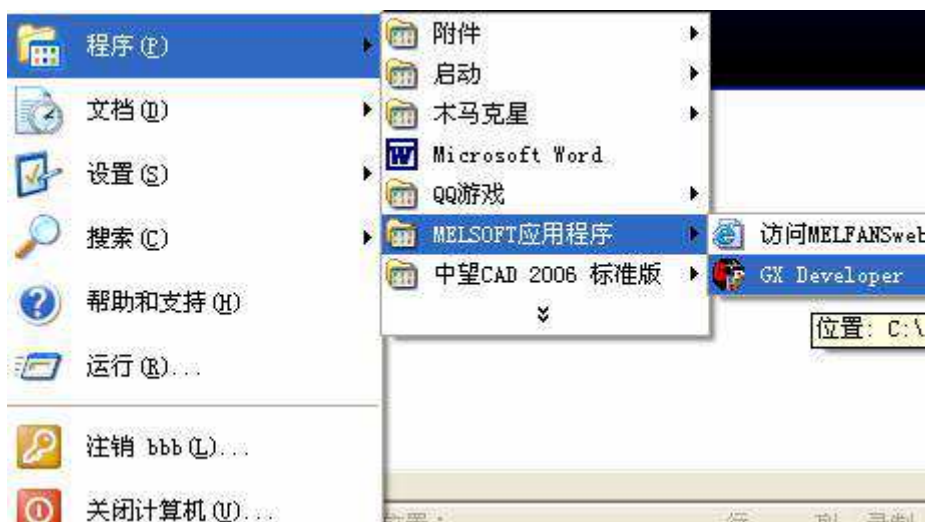 程序(P)
文档(D)
设置(S)
搜索(C)
帮助和支持(H)
运行(R)...
注销 bbb(L)...
关闭计算机(U)...
附件
启动
木马克星
Microsoft Word
QQ游戏
MELSOFT应用程序
中望CAD 2006 标准版
访问MELFANSweb
GX Developer
位置: C:\